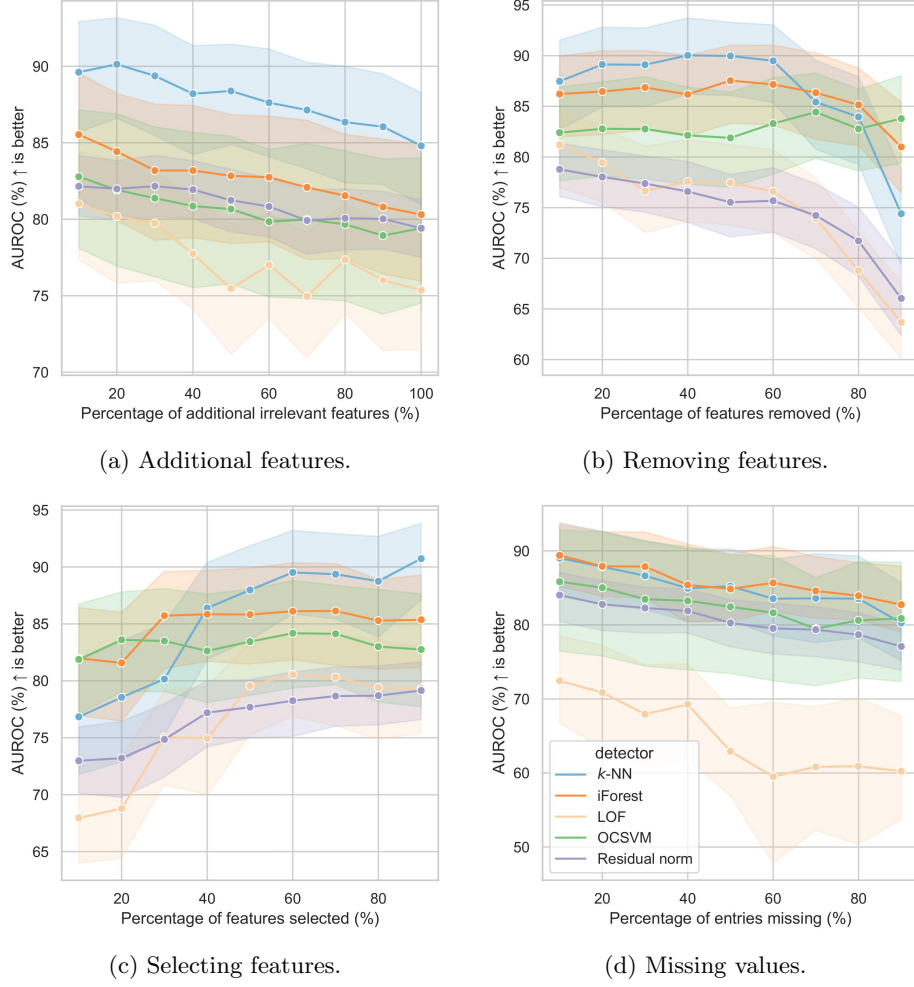 AUROC (%) ↑ is better
90
85
80
75
70
20 40 60 80 100
Percentage of additional irrelevant features (%)
(a) Additional features.
AUROC (%) ↑ is better
95
90
85
80
75
70
65
60
20 40 60 80
Percentage of features removed (%)
(b) Removing features.
AUROC (%) ↑ is better
95
90
85
80
75
70
65
20 40 60 80
Percentage of features selected (%)
(c) Selecting features.
AUROC (%) ↑ is better
90
80
70
60
50
detector
k-NN
iForest
LOF
OCSVM
Residual norm
20 40 60 80
Percentage of entries missing (%)
(d) Missing values.